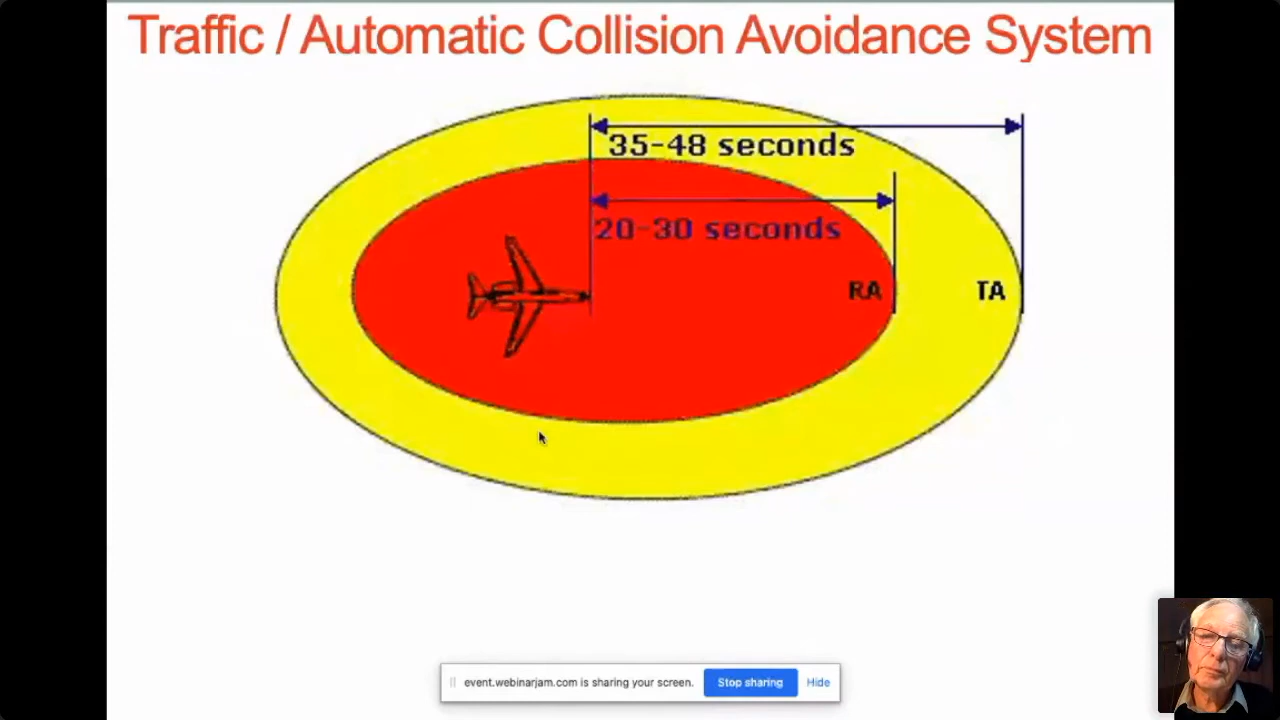 Traffic / Automatic Collision Avoidance System
35-48 seconds
20-30 seconds
RA
TA
event.webinarjam.com is sharing your screen.
Stop sharing
Hide